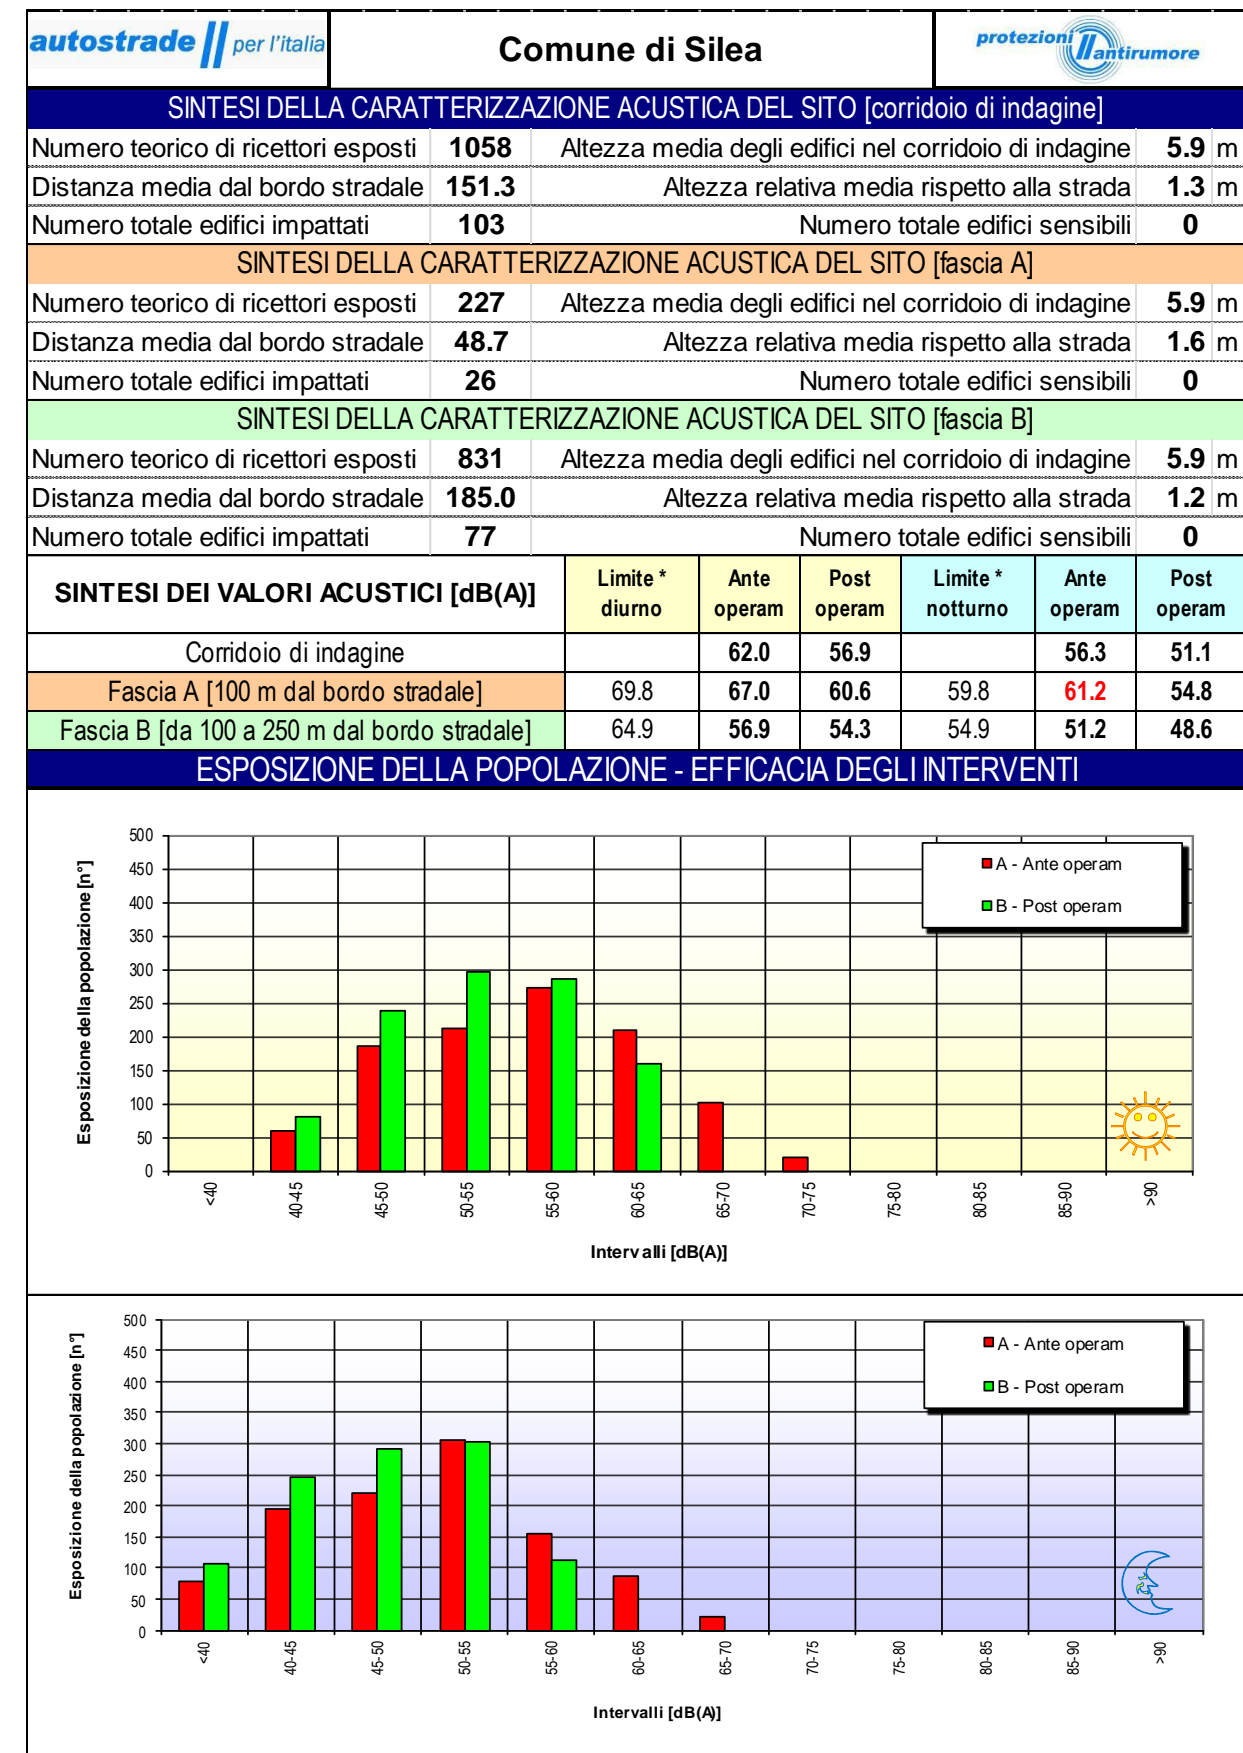 autostrade per l'italia
Comune di Silea
protezioni antirumore
SINTESI DELLA CARATTERIZZAZIONE ACUSTICA DEL SITO [corridoio di indagine]
Numero teorico di ricettori esposti 1058 Altezza media degli edifici nel corridoio di indagine 5.9 m
Distanza media dal bordo stradale 151.3 Altezza relativa media rispetto alla strada 1.3 m
Numero totale edifici impattati 103 Numero totale edifici sensibili 0
SINTESI DELLA CARATTERIZZAZIONE ACUSTICA DEL SITO [fascia A]
Numero teorico di ricettori esposti 227 Altezza media degli edifici nel corridoio di indagine 5.9 m
Distanza media dal bordo stradale 48.7 Altezza relativa media rispetto alla strada 1.6 m
Numero totale edifici impattati 26 Numero totale edifici sensibili 0
SINTESI DELLA CARATTERIZZAZIONE ACUSTICA DEL SITO [fascia B]
Numero teorico di ricettori esposti 831 Altezza media degli edifici nel corridoio di indagine 5.9 m
Distanza media dal bordo stradale 185.0 Altezza relativa media rispetto alla strada 1.2 m
Numero totale edifici impattati 77 Numero totale edifici sensibili 0
SINTESI DEI VALORI ACUSTICI [dB(A)] Limite * diurno Ante operam Post operam Limite * notturno Ante operam Post operam
Corridoio di indagine 62.0 56.9 56.3 51.1
Fascia A [100 m dal bordo stradale] 69.8 67.0 60.6 59.8 61.2 54.8
Fascia B [da 100 a 250 m dal bordo stradale] 64.9 56.9 54.3 54.9 51.2 48.6
ESPOSIZIONE DELLA POPOLAZIONE - EFFICACIA DEGLI INTERVENTI
Esposizione della popolazione [n°]
500
450
400
350
300
250
200
150
100
50
0
A - Ante operam
B - Post operam
<40 40-45 45-50 50-55 55-60 60-65 65-70 70-75 75-80 80-85 85-90 >90
Intervalli [dB(A)]
Esposizione della popolazione [n°]
500
450
400
350
300
250
200
150
100
50
0
A - Ante operam
B - Post operam
<40 40-45 45-50 50-55 55-60 60-65 65-70 70-75 75-80 80-85 85-90 >90
Intervalli [dB(A)]